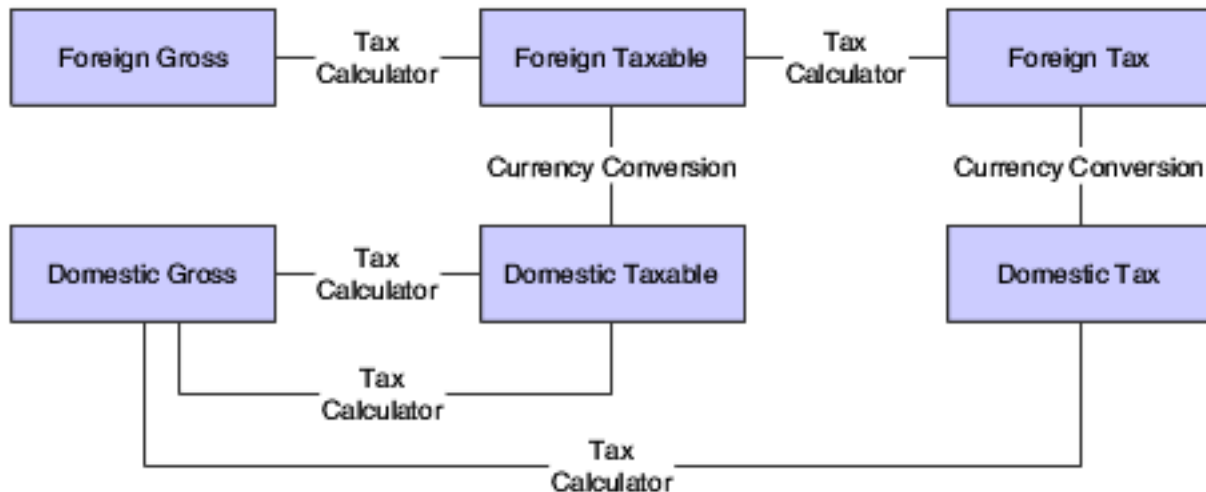 Foreign Gross
Tax
Calculator
Foreign Taxable
Tax
Calculator
Foreign Tax
Currency Conversion
Currency Conversion
Domestic Gross
Tax
Calculator
Domestic Taxable
Domestic Tax
Tax
Calculator
Tax
Calculator